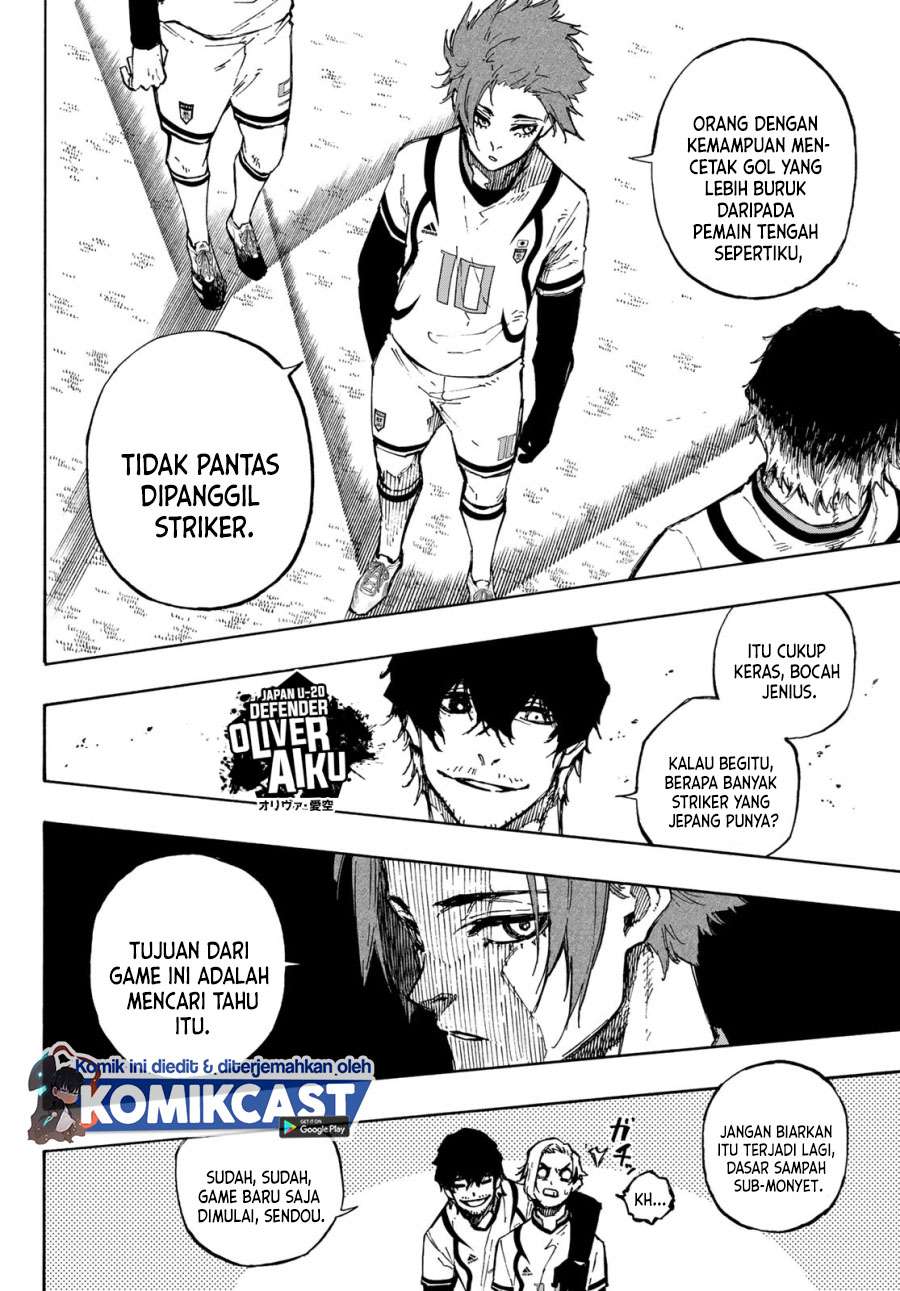 ORANG DENGAN
KEMAMPUAN MEN-
CETAK GOL YANG
LEBIH BURUK
DARIPADA
PEMAIN TENGAH
SEPERTIKU,
10
TIDAK PANTAS
DIPANGGIL
STRIKER.
ITU CUKUP
KERAS, BOCAH
JENIUS.
JAPAN U-20
DEFENDER
OLIVER
AIKU
オリヴァ・愛空
KALAU BEGITU,
BERAPA BANYAK
STRIKER YANG
JEPANG PUNYA?
TUJUAN DARI
GAME INI ADALAH
MENCARI TAHU
ITU.
Komik ini diedit & diterjemahkan oleh
KOMIKCAST
GET IT ON
Google Play
JANGAN BIARKAN
ITU TERJADI LAGI,
DASAR SAMPAH
SUB-MONYET.
ガチッ
KH...
SUDAH, SUDAH,
GAME BARU SAJA
DIMULAI, SENDOU.